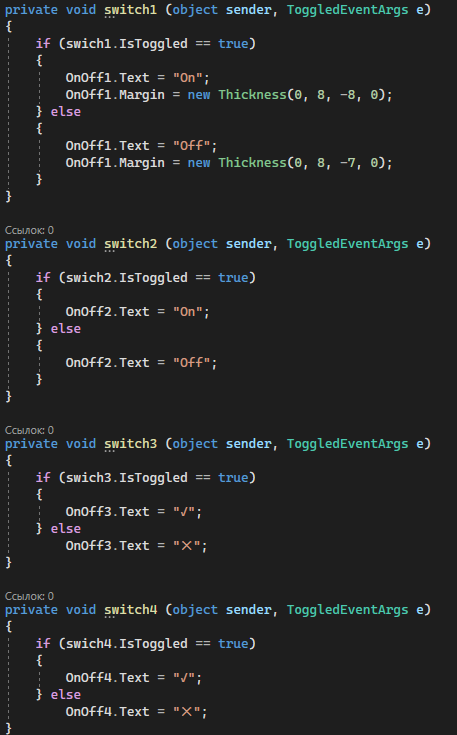 private void switch1 (object sender, ToggledEventArgs e)
{
if (swich1.IsToggled == true)
{
OnOff1.Text = "On";
OnOff1.Margin = new Thickness(0, 8, -8, 0);
} else
{
OnOff1.Text = "Off";
OnOff1.Margin = new Thickness(0, 8, -7, 0);
}
}
Ссылок: 0
private void switch2 (object sender, ToggledEventArgs e)
{
if (swich2.IsToggled == true)
{
OnOff2.Text = "On";
} else
{
OnOff2.Text = "Off";
}
}
Ссылок: 0
private void switch3 (object sender, ToggledEventArgs e)
{
if (swich3.IsToggled == true)
{
OnOff3.Text = "✓";
} else
OnOff3.Text = "✕";
}
Ссылок: 0
private void switch4 (object sender, ToggledEventArgs e)
{
if (swich4.IsToggled == true)
{
OnOff4.Text = "✓";
} else
OnOff4.Text = "✕";
}